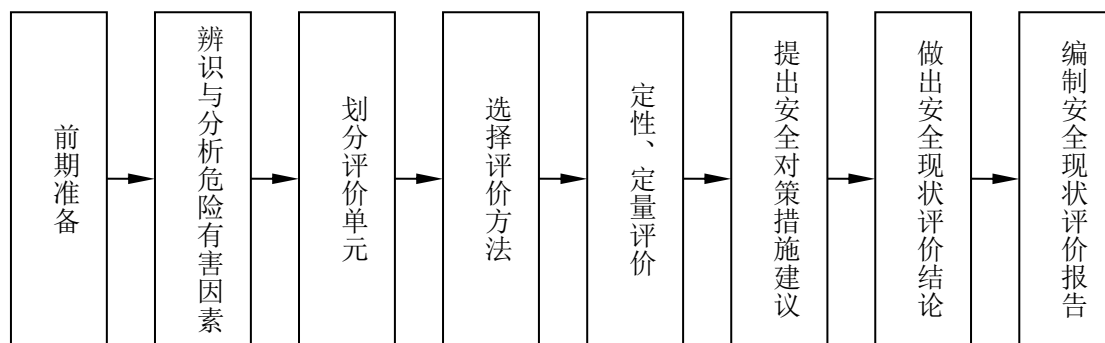 前期准备
辨识与分析危险有害因素
划分评价单元
选择评价方法
定性、定量评价
提出安全对策措施建议
做出安全现状评价结论
编制安全现状评价报告